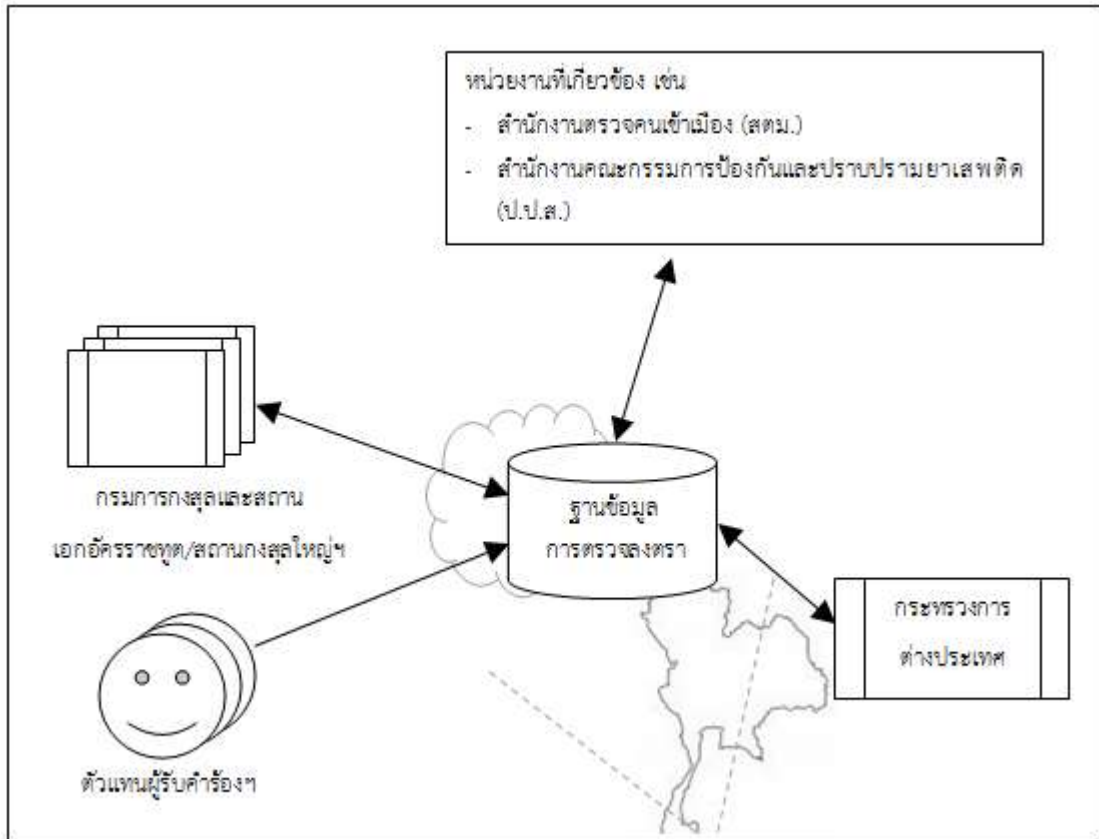 หน่วยงานที่เกี่ยวข้อง เช่น
- สำนักงานตรวจคนเข้าเมือง (สตม.)
- สำนักงานคณะกรรมการป้องกันและปราบปรามยาเสพติด
(ป.ป.ส.)
กรมการกงสุลและสถาน
เอกอัครราชทูต/สถานกงสุลใหญ่ฯ
ฐานข้อมูล
การตรวจลงตรา
กระทรวงการ
ต่างประเทศ
ตัวแทนผู้รับคำร้องฯ